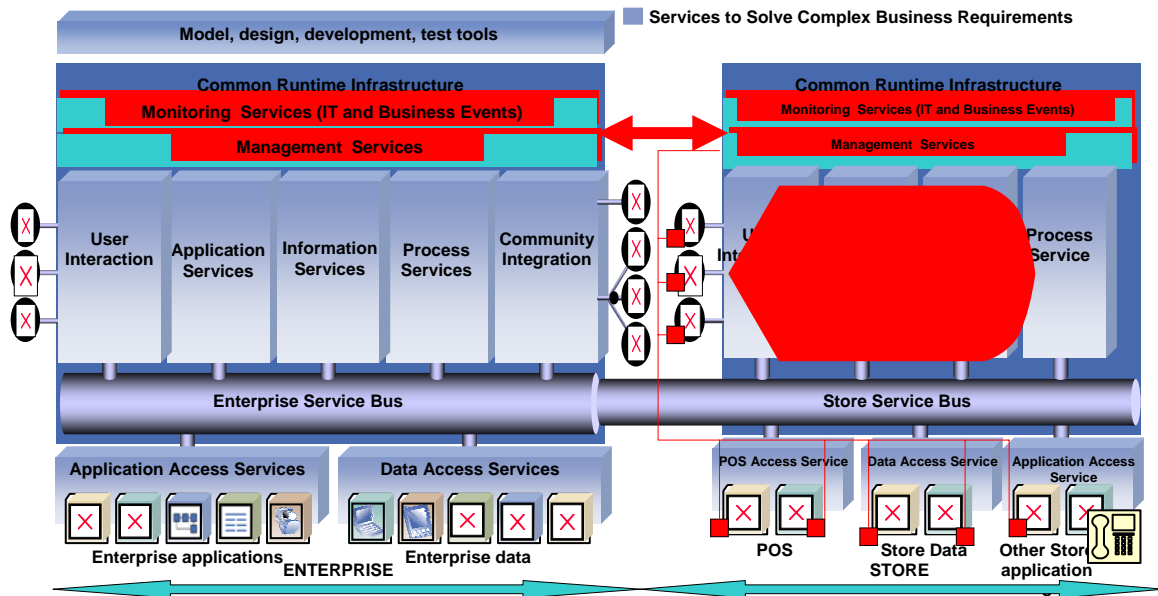 Services to Solve Complex Business Requirements
Model, design, development, test tools
Common Runtime Infrastructure
Monitoring Services (IT and Business Events)
Management Services
User
Interaction
Application
Services
Information
Services
Process
Services
Community
Integration
Enterprise Service Bus
Application Access Services
Data Access Services
Enterprise applications
Enterprise data
ENTERPRISE
Common Runtime Infrastructure
Monitoring Services (IT and Business Events)
Management Services
Process
Service
Store Service Bus
POS Access Service
Data Access Service
Application Access
Service
POS
Store Data
Other Store
application
STORE